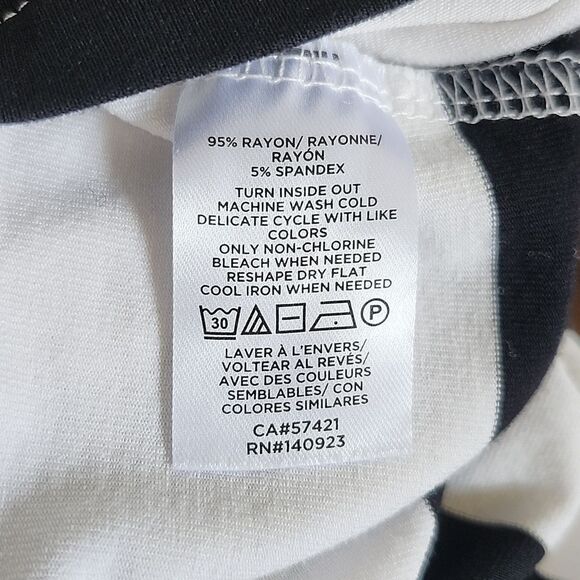 95% RAYON/ RAYONNE/
RAYÓN
5% SPANDEX
TURN INSIDE OUT
MACHINE WASH COLD
DELICATE CYCLE WITH LIKE
COLORS
ONLY NON-CHLORINE
BLEACH WHEN NEEDED
RESHAPE DRY FLAT
COOL IRON WHEN NEEDED
30 P
LAVER À L'ENVERS/
VOLTEAR AL REVÉS/
AVEC DES COULEURS
SEMBLABLES/ CON
COLORES SIMILARES
CA#57421
RN#140923